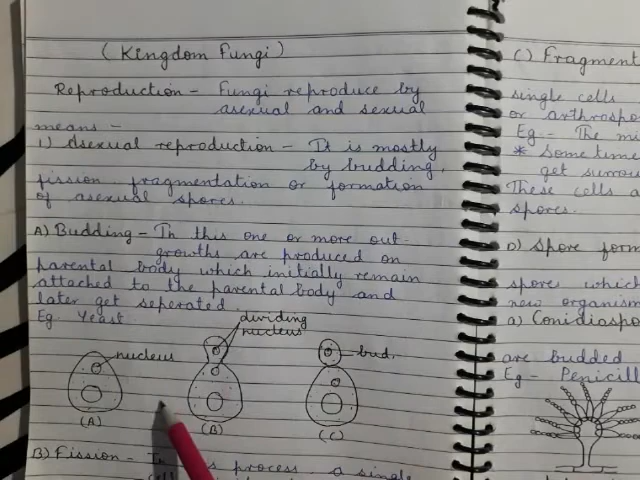 (Kingdom Fungi)
Reproduction - Fungi reproduce by
asexual and sexual
means -
1) Asexual reproduction - It is mostly
by budding,
fission fragmentation or formation
of asexual spores.
A) Budding - In this one or more out-
growths are produced on
parental body which initially remain
attached to the parental body and
later get seperated.
Eg. Yeast
dividing
nucleus
nucleus
bud.
(A)
(B)
(C)
B) Fission - In process, a single
C) Fragment
single cells
or arthrospo
Eg - The mi
* Sometime
get surrou
These cells a
spores.
D) Spore form
spores which
new organism
a) Conidiaspo
are budded
Eg - Penicill